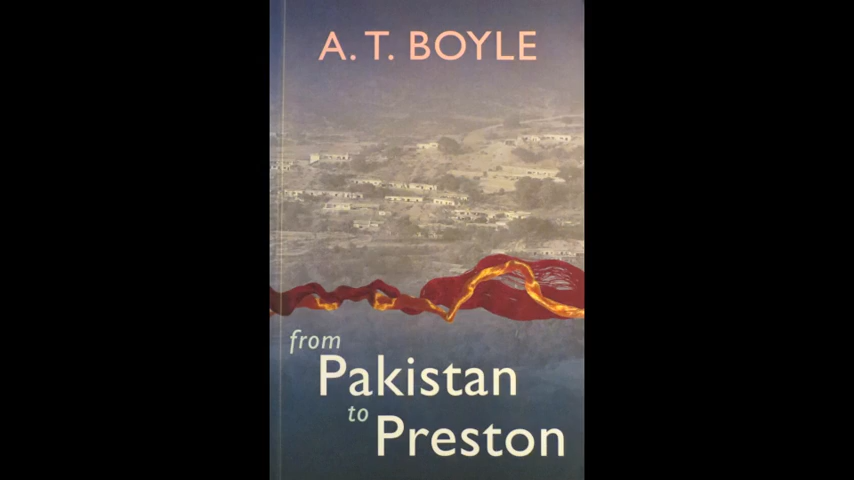 A. T. BOYLE
from
Pakistan
to
Preston